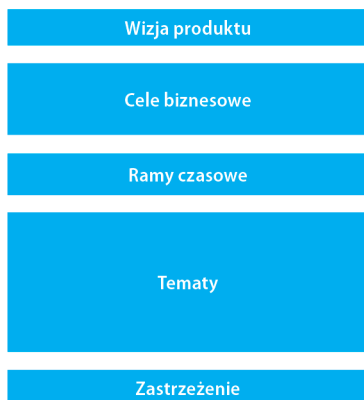 Wizja produktu
Cele biznesowe
Ramy czasowe
Tematy
Zastrzeżenie